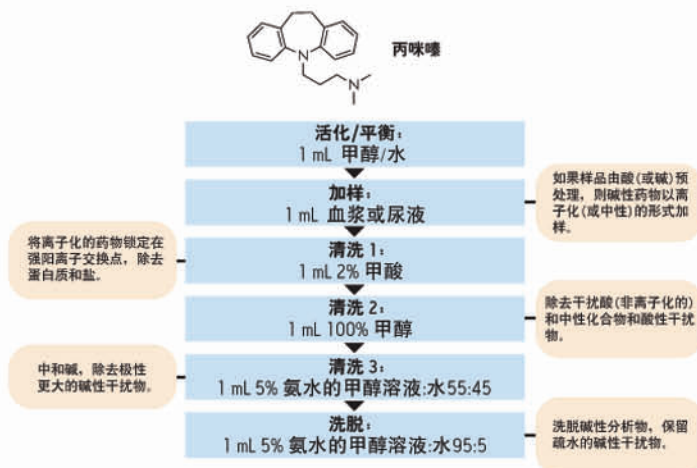 丙咪嗪
N
N
活化/平衡：
1 mL 甲醇/水
加样：
1 mL 血浆或尿液
如果样品由酸(或碱)预
处理，则碱性药物以离
子化(或中性)的形式加
样。
将离子化的药物锁定在
强阳离子交换点，除去
蛋白质和盐。
清洗 1：
1 mL 2% 甲酸
清洗 2：
1 mL 100% 甲醇
除去干扰酸(非离子化的)
和中性化合物和酸性干扰
物。
中和碱，除去极性
更大的碱性干扰物。
清洗 3：
1 mL 5% 氨水的甲醇溶液:水55:45
洗脱：
1 mL 5% 氨水的甲醇溶液:水95:5
洗脱碱性分析物，保留
疏水的碱性干扰物。